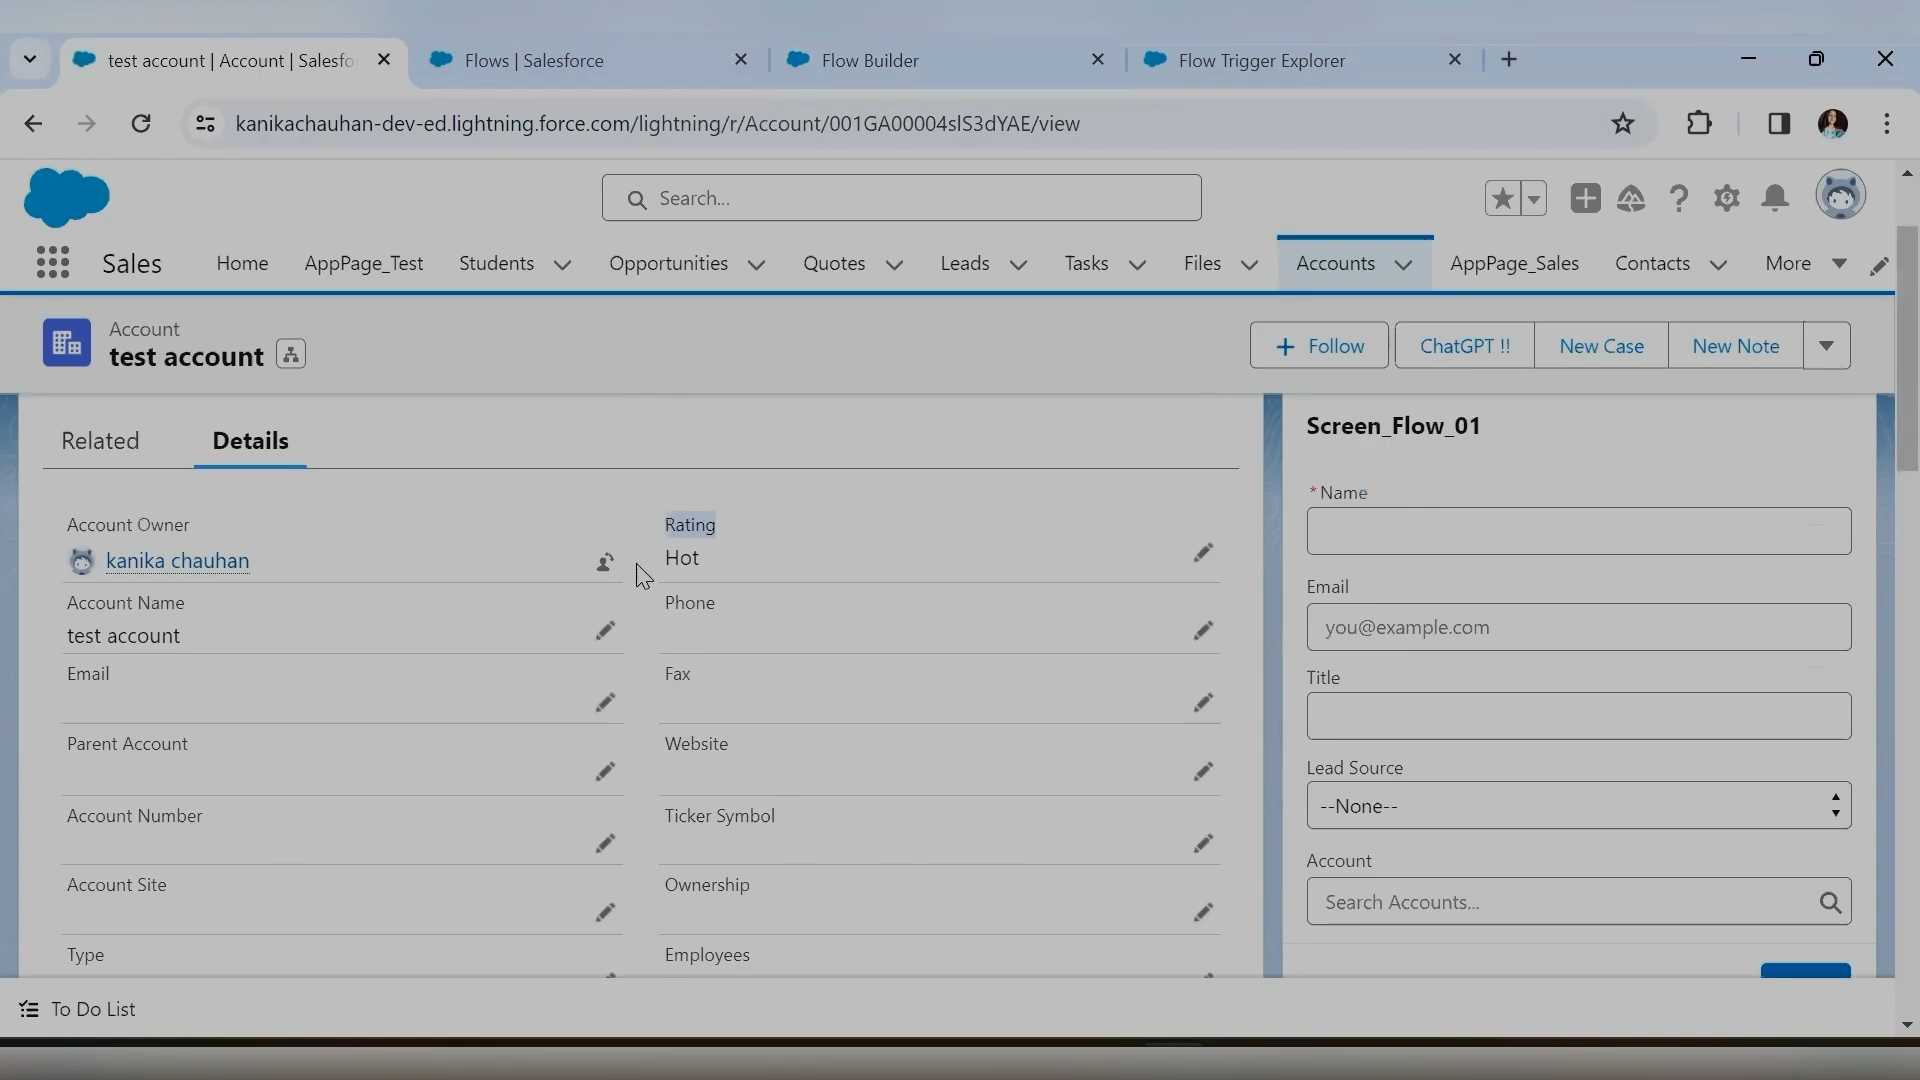 test account | Account | Salesfo
Flows | Salesforce
Flow Builder
Flow Trigger Explorer
kanikachauhan-dev-ed.lightning.force.com/lightning/r/Account/001GA00004slS3dYAE/view
Search...
Sales
Home
AppPage_Test
Students
Opportunities
Quotes
Leads
Tasks
Files
Accounts
AppPage_Sales
Contacts
More
Account
test account
Follow
ChatGPT !!
New Case
New Note
Related
Details
Account Owner
kanika chauhan
Rating
Hot
Account Name
test account
Phone
Email
Fax
Parent Account
Website
Account Number
Ticker Symbol
Account Site
Ownership
Type
Employees
Screen_Flow_01
*Name
Email
you@example.com
Title
Lead Source
--None--
Account
Search Accounts...
To Do List